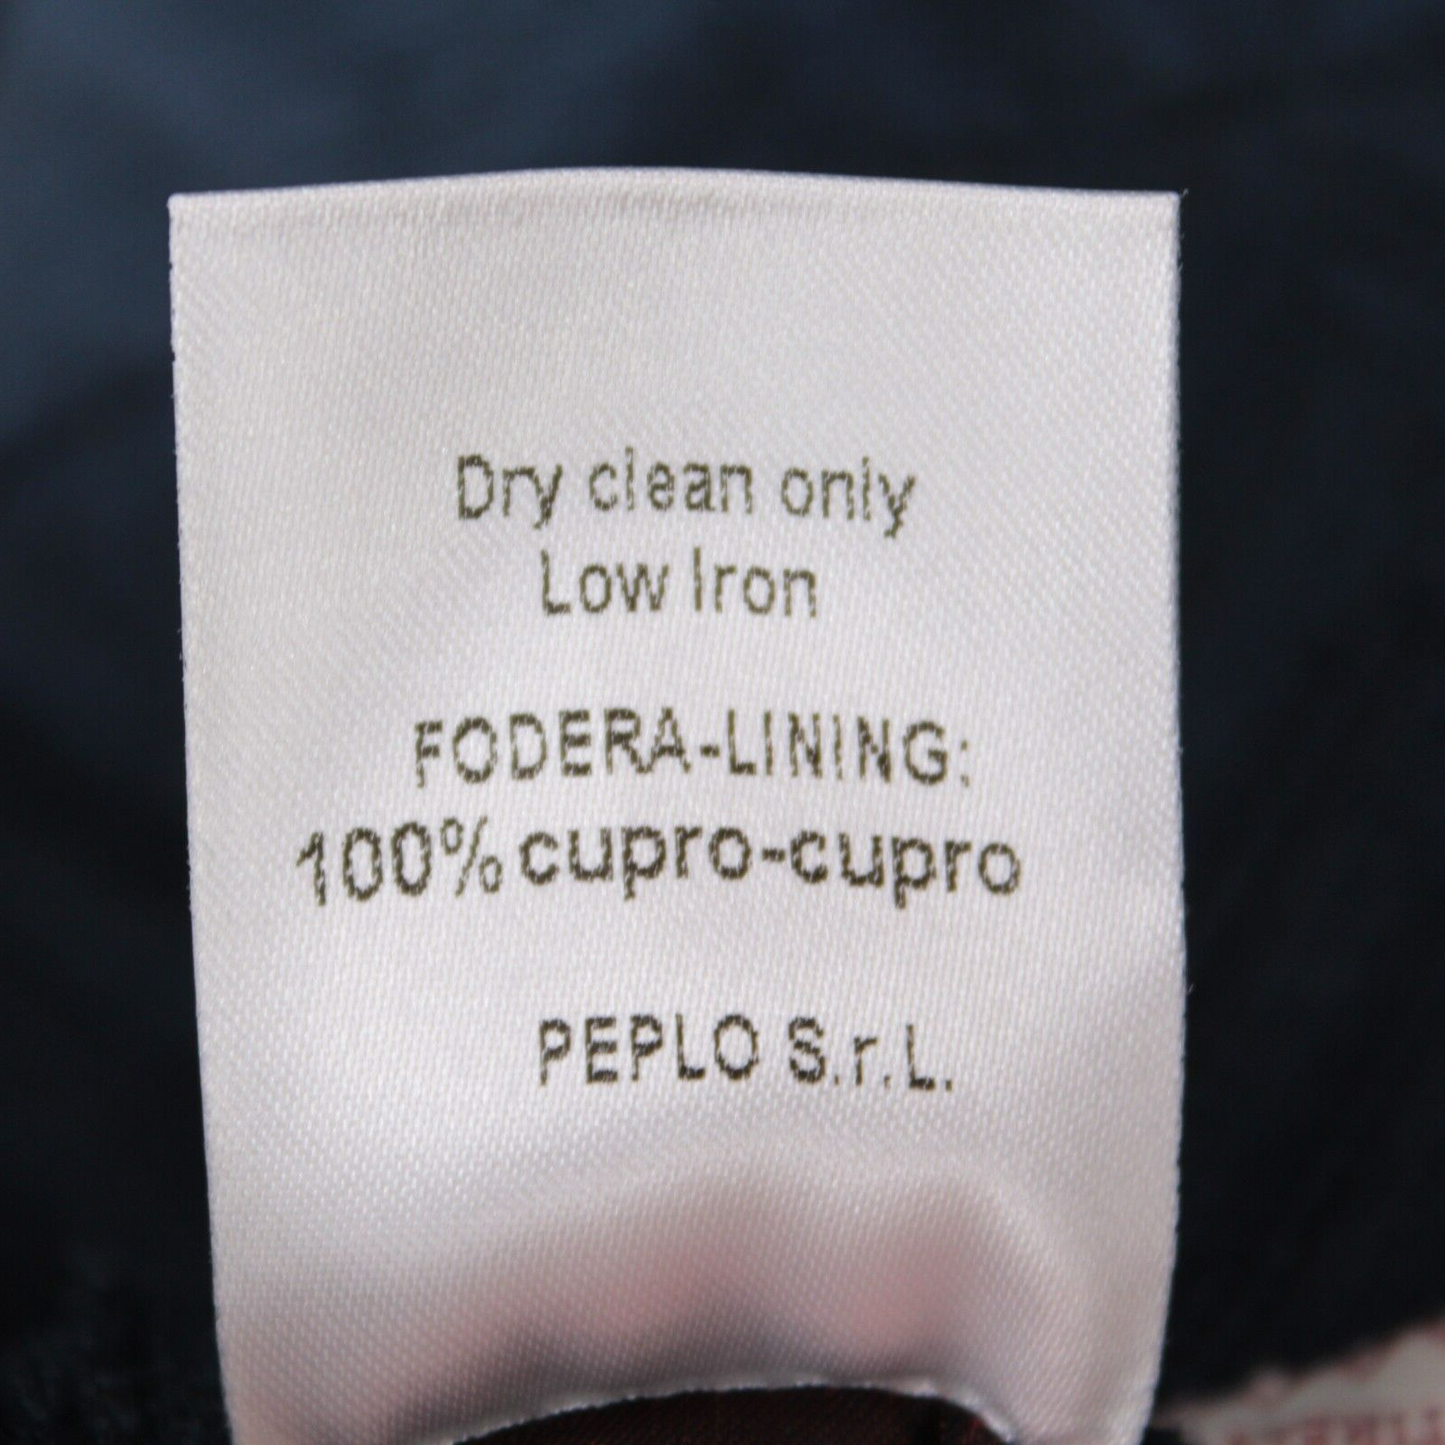 Dry clean only
Low Iron
FODERA-LINING:
100% cupro-cupro
PEPLO S.r.L.